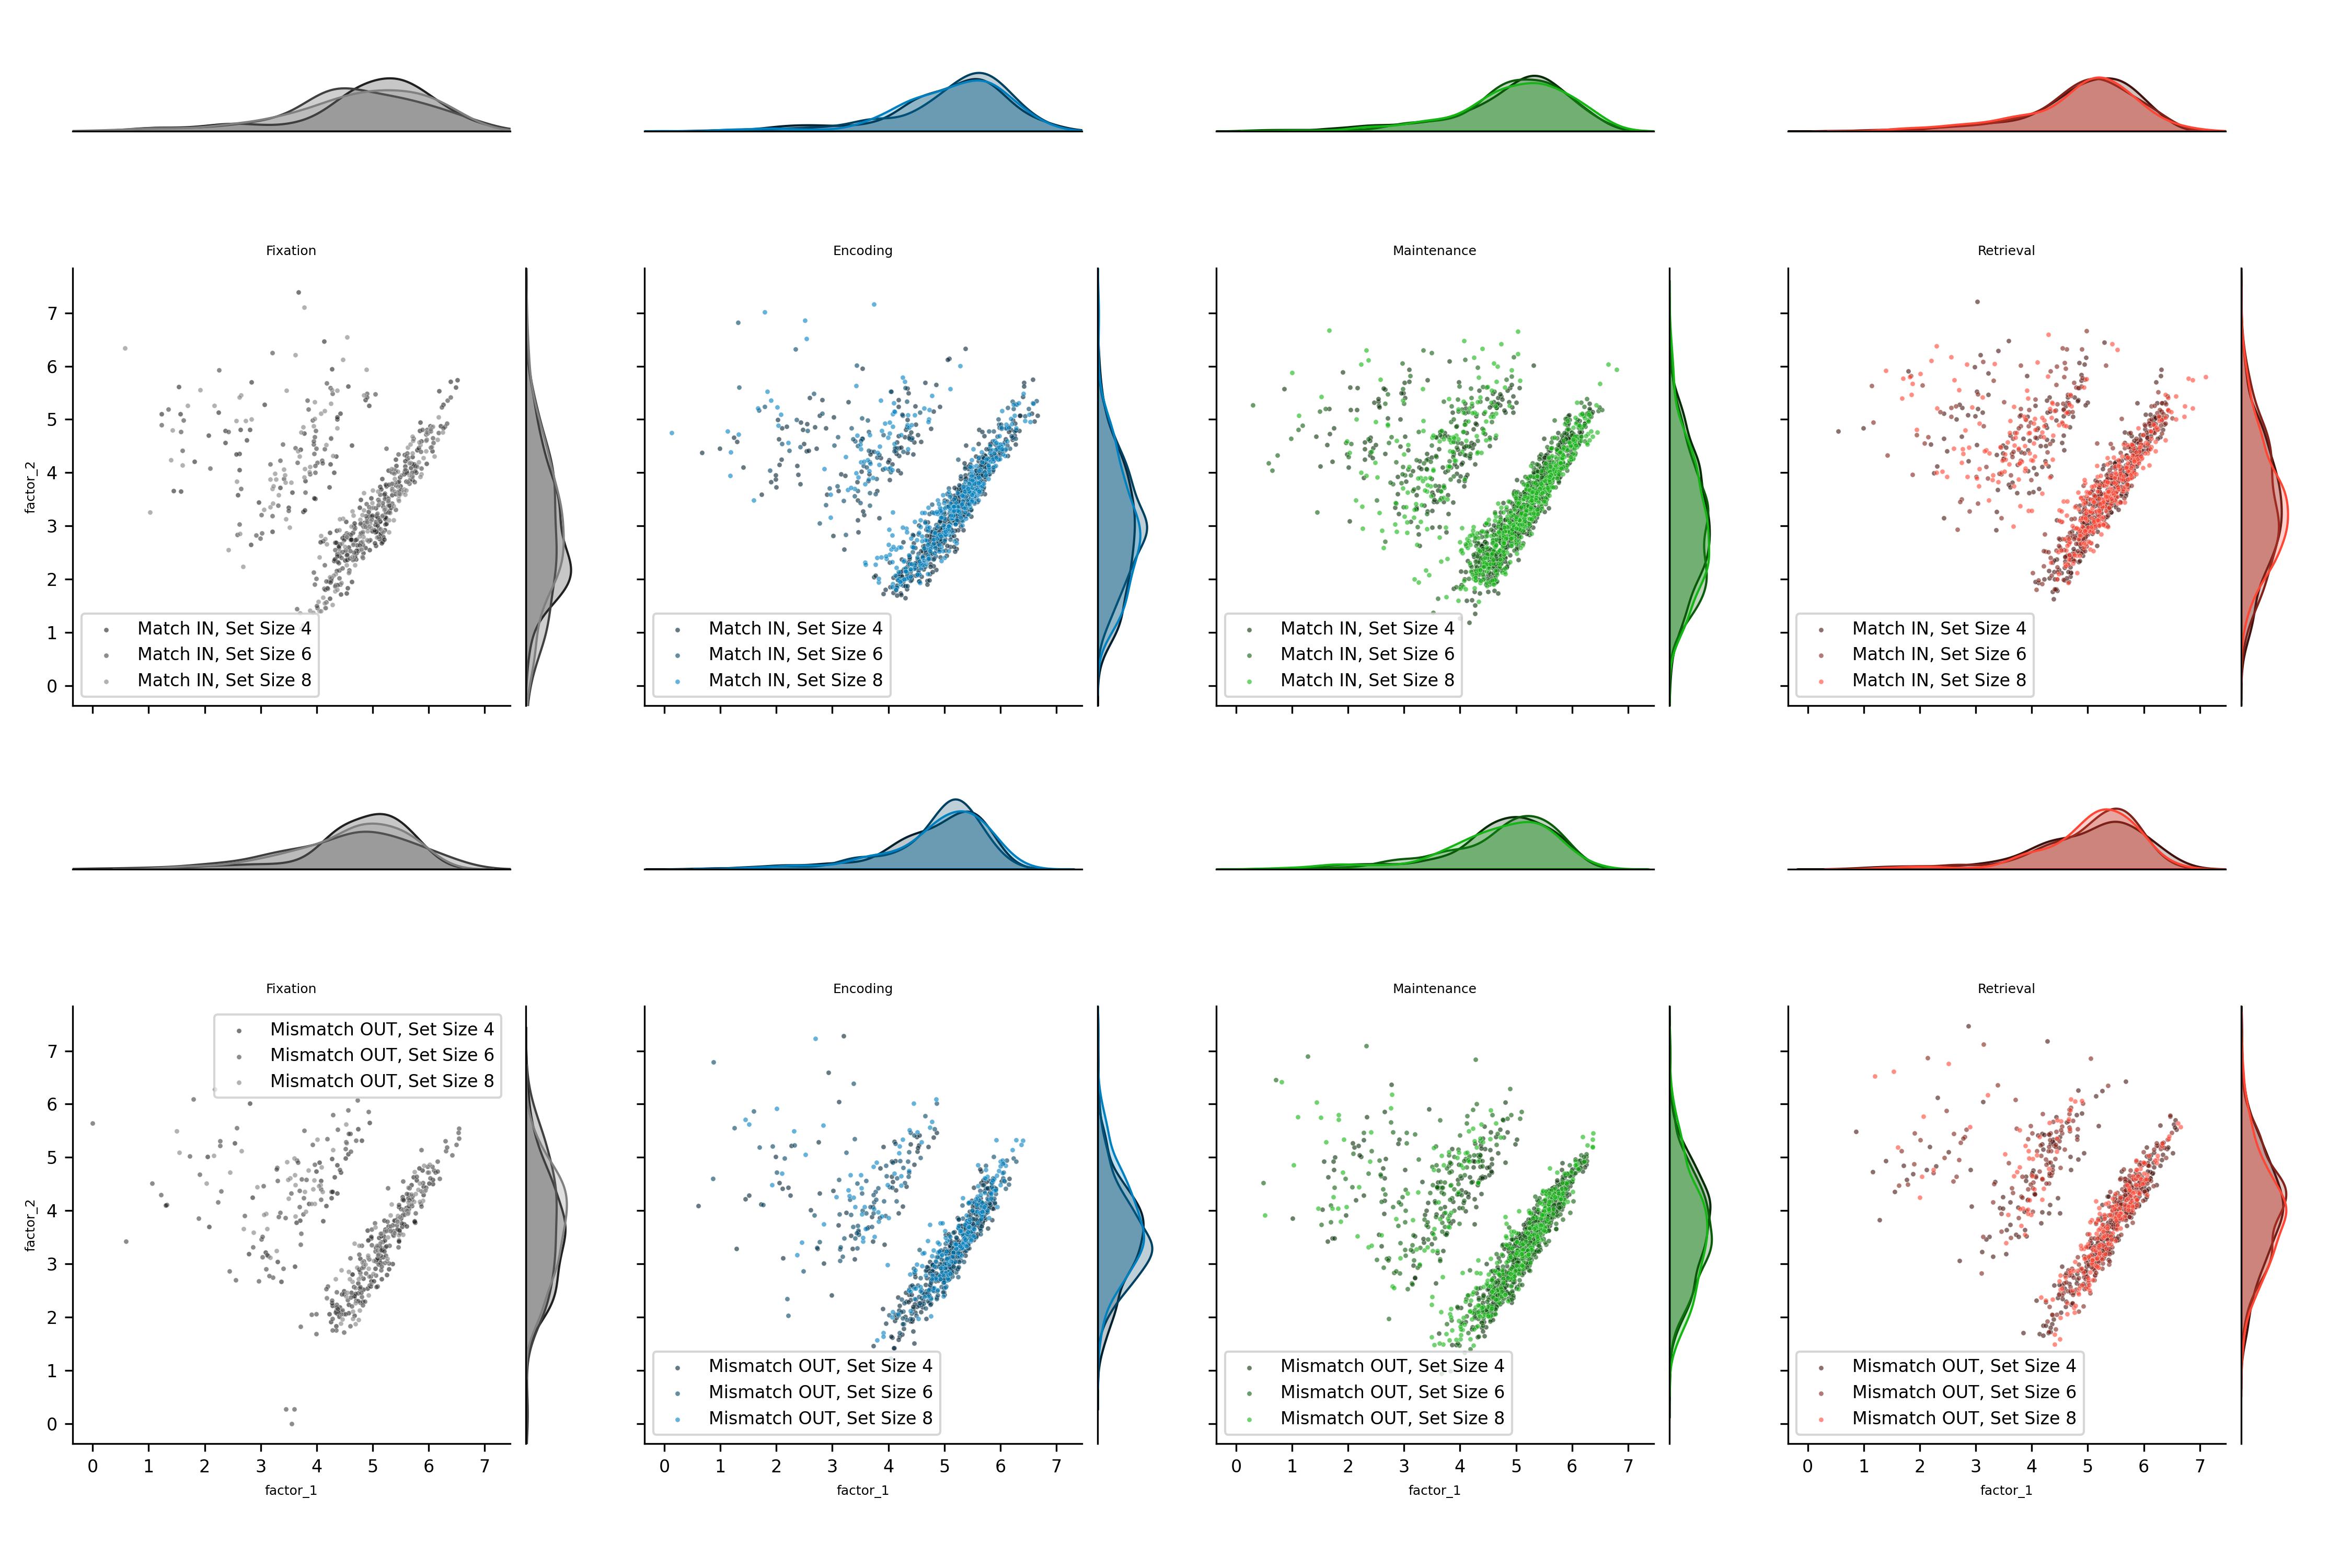 Fixation
Encoding
Maintenance
Retrieval
factor_2
7
6
5
4
3
2
1
0
Match IN, Set Size 4
Match IN, Set Size 6
Match IN, Set Size 8
Match IN, Set Size 4
Match IN, Set Size 6
Match IN, Set Size 8
Match IN, Set Size 4
Match IN, Set Size 6
Match IN, Set Size 8
Match IN, Set Size 4
Match IN, Set Size 6
Match IN, Set Size 8
Fixation
Encoding
Maintenance
Retrieval
factor_2
7
6
5
4
3
2
1
0
Mismatch OUT, Set Size 4
Mismatch OUT, Set Size 6
Mismatch OUT, Set Size 8
Mismatch OUT, Set Size 4
Mismatch OUT, Set Size 6
Mismatch OUT, Set Size 8
Mismatch OUT, Set Size 4
Mismatch OUT, Set Size 6
Mismatch OUT, Set Size 8
Mismatch OUT, Set Size 4
Mismatch OUT, Set Size 6
Mismatch OUT, Set Size 8
0 1 2 3 4 5 6 7
0 1 2 3 4 5 6 7
0 1 2 3 4 5 6 7
0 1 2 3 4 5 6 7
factor_1
factor_1
factor_1
factor_1